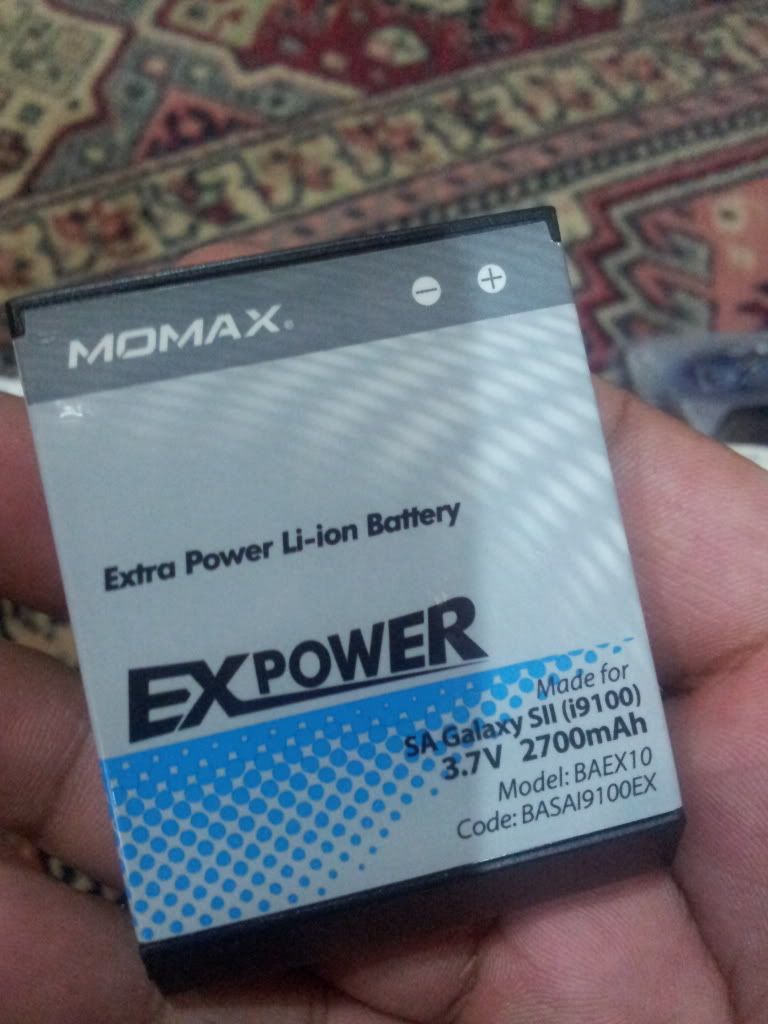 MOMAX®
− +
Extra Power Li-ion Battery
EXPOWER
Made for
SA Galaxy SII (i9100)
3.7V 2700mAh
Model: BAEX10
Code: BASAI9100EX